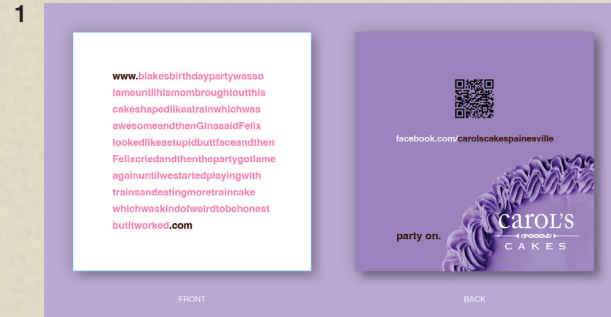 1
www.blakesbirthdaypartywasso
lameuntilhismombroughtoutthis
cakeshapedlikeatrainwhichwas
awesomeandthenGinasaidFelix
lookedlikeastupidbuttfaceandthen
Felixcriedandthenthepartygotlame
againuntilwestartedplayingwith
trainsandeatingmoretraincake
whichwaskindofweirdtobehonest
butitworked.com
FRONT
facebook.com/carolscakespainesville
party on.
CAROL'S
CAKES
BACK